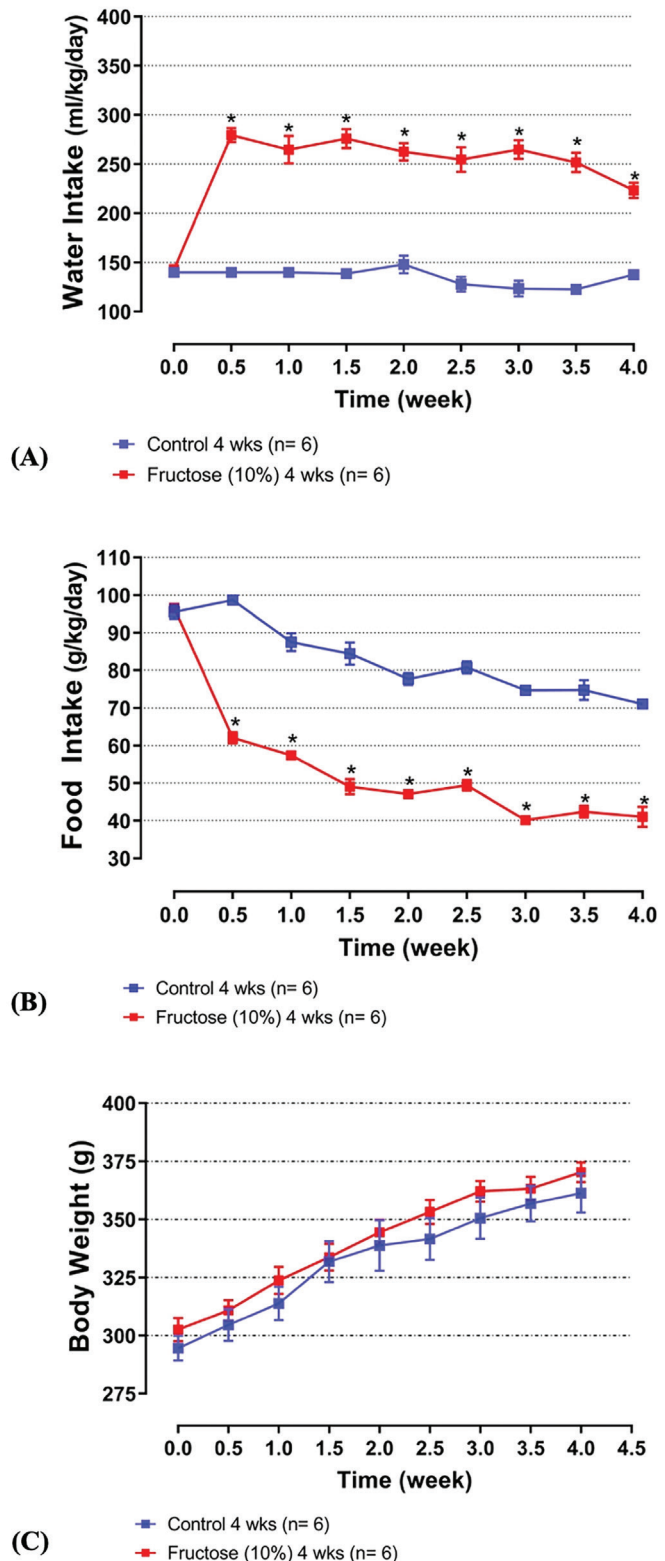 400
350
300
250
200
150
100
Water Intake (ml/kg/day)
* * * * * * * *
0.0 0.5 1.0 1.5 2.0 2.5 3.0 3.5 4.0
Time (week)
(A)
Control 4 wks (n= 6)
Fructose (10%) 4 wks (n= 6)
110
100
90
80
70
60
50
40
30
Food Intake (g/kg/day)
* * * * * * * *
0.0 0.5 1.0 1.5 2.0 2.5 3.0 3.5 4.0
Time (week)
(B)
Control 4 wks (n= 6)
Fructose (10%) 4 wks (n= 6)
400
375
350
325
300
275
Body Weight (g)
0.0 0.5 1.0 1.5 2.0 2.5 3.0 3.5 4.0 4.5
Time (week)
(C)
Control 4 wks (n= 6)
Fructose (10%) 4 wks (n= 6)